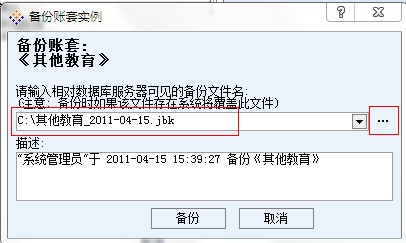 备份账套实例
备份账套:
《其他教育》
请输入相对数据库服务器可见的备份文件名:
(注意: 备份时如果该文件存在系统将覆盖此文件)
C:\其他教育_2011-04-15.jbk
...
描述:
"系统管理员"于 2011-04-15 15:39:27 备份《其他教育》
备份
取消